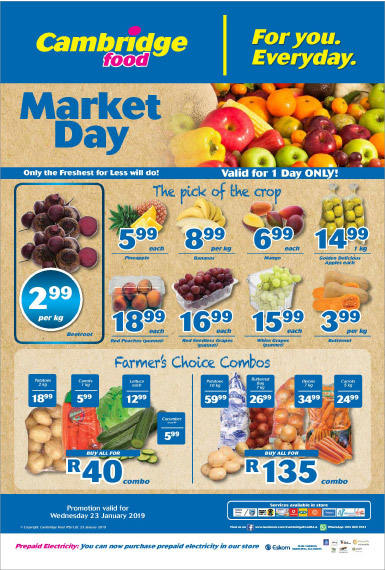 Cambridge
food
For you.
Everyday.
Market
Day
Only the Freshest for Less will do!
Valid for 1 Day ONLY!
The pick of the crop
2.99
per kg
Beetroot
5.99
each
Pineapple
8.99
per kg
Bananas
6.99
each
Mango
14.99
1 kg
Golden Delicious
Apples each
18.99
each
Red Peaches (punnet)
16.99
each
Red Seedless Grapes
(punnet)
15.99
each
White Grapes
(punnet)
3.99
per kg
Butternut
Farmer's Choice Combos
Potatoes
2 kg
18.99
Carrots
1 kg
5.99
Lettuce
each
12.99
Cucumber
each
5.99
BUY ALL FOR
R40
combo
Potatoes
10 kg
59.99
Butternut
Bag
7 kg
26.99
Onions
7 kg
34.99
Carrots
5 kg
24.99
BUY ALL FOR
R135
combo
Promotion valid for
Wednesday 23 January 2019
Services available in store
Prepaid Electricity: You can now purchase prepaid electricity in our store
Eskom